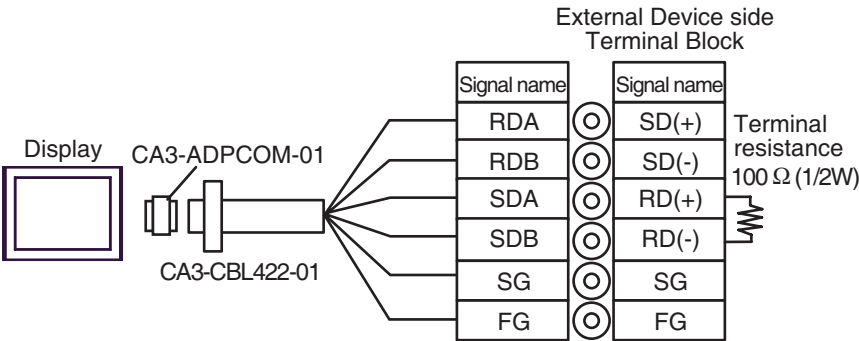 External Device side
Terminal Block
Signal name Signal name
RDA SD(+)
RDB SD(-)
SDA RD(+)
SDB RD(-)
SG SG
FG FG
Terminal
resistance
100 Ω (1/2W)
Display
CA3-ADPCOM-01
CA3-CBL422-01